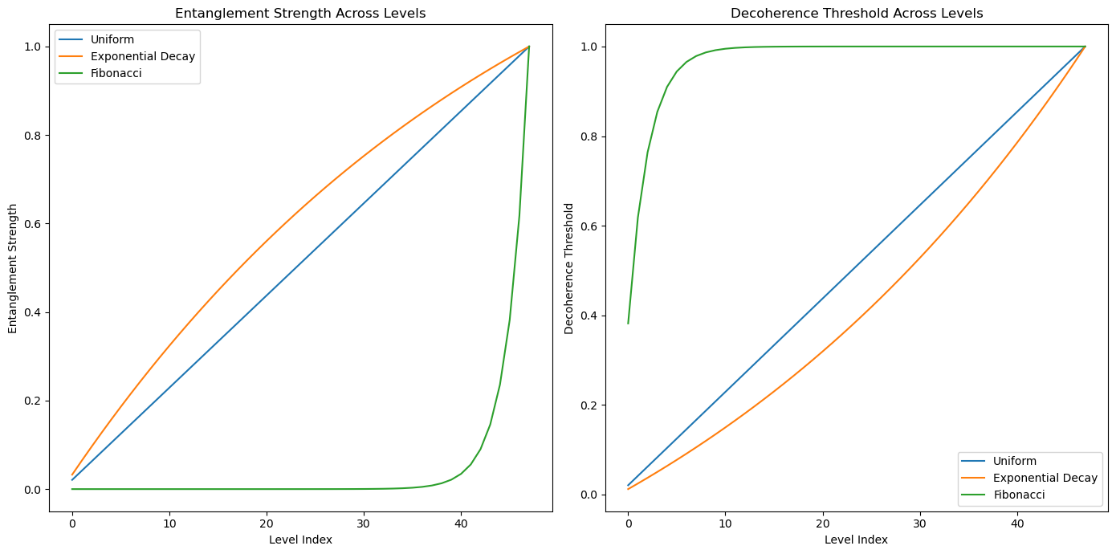 Entanglement Strength Across Levels
Uniform
Exponential Decay
Fibonacci
1.0
0.8
0.6
0.4
0.2
0.0
Entanglement Strength
0 10 20 30 40
Level Index
Decoherence Threshold Across Levels
1.0
0.8
0.6
0.4
0.2
0.0
Decoherence Threshold
Uniform
Exponential Decay
Fibonacci
0 10 20 30 40
Level Index